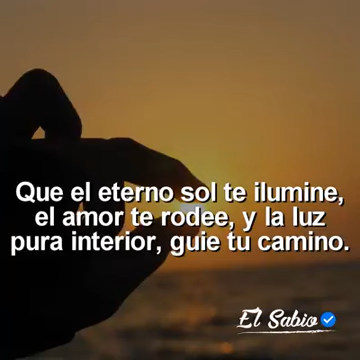 Que el eterno sol te ilumine,
el amor te rodee, y la luz
pura interior, guie tu camino.
El Sabio